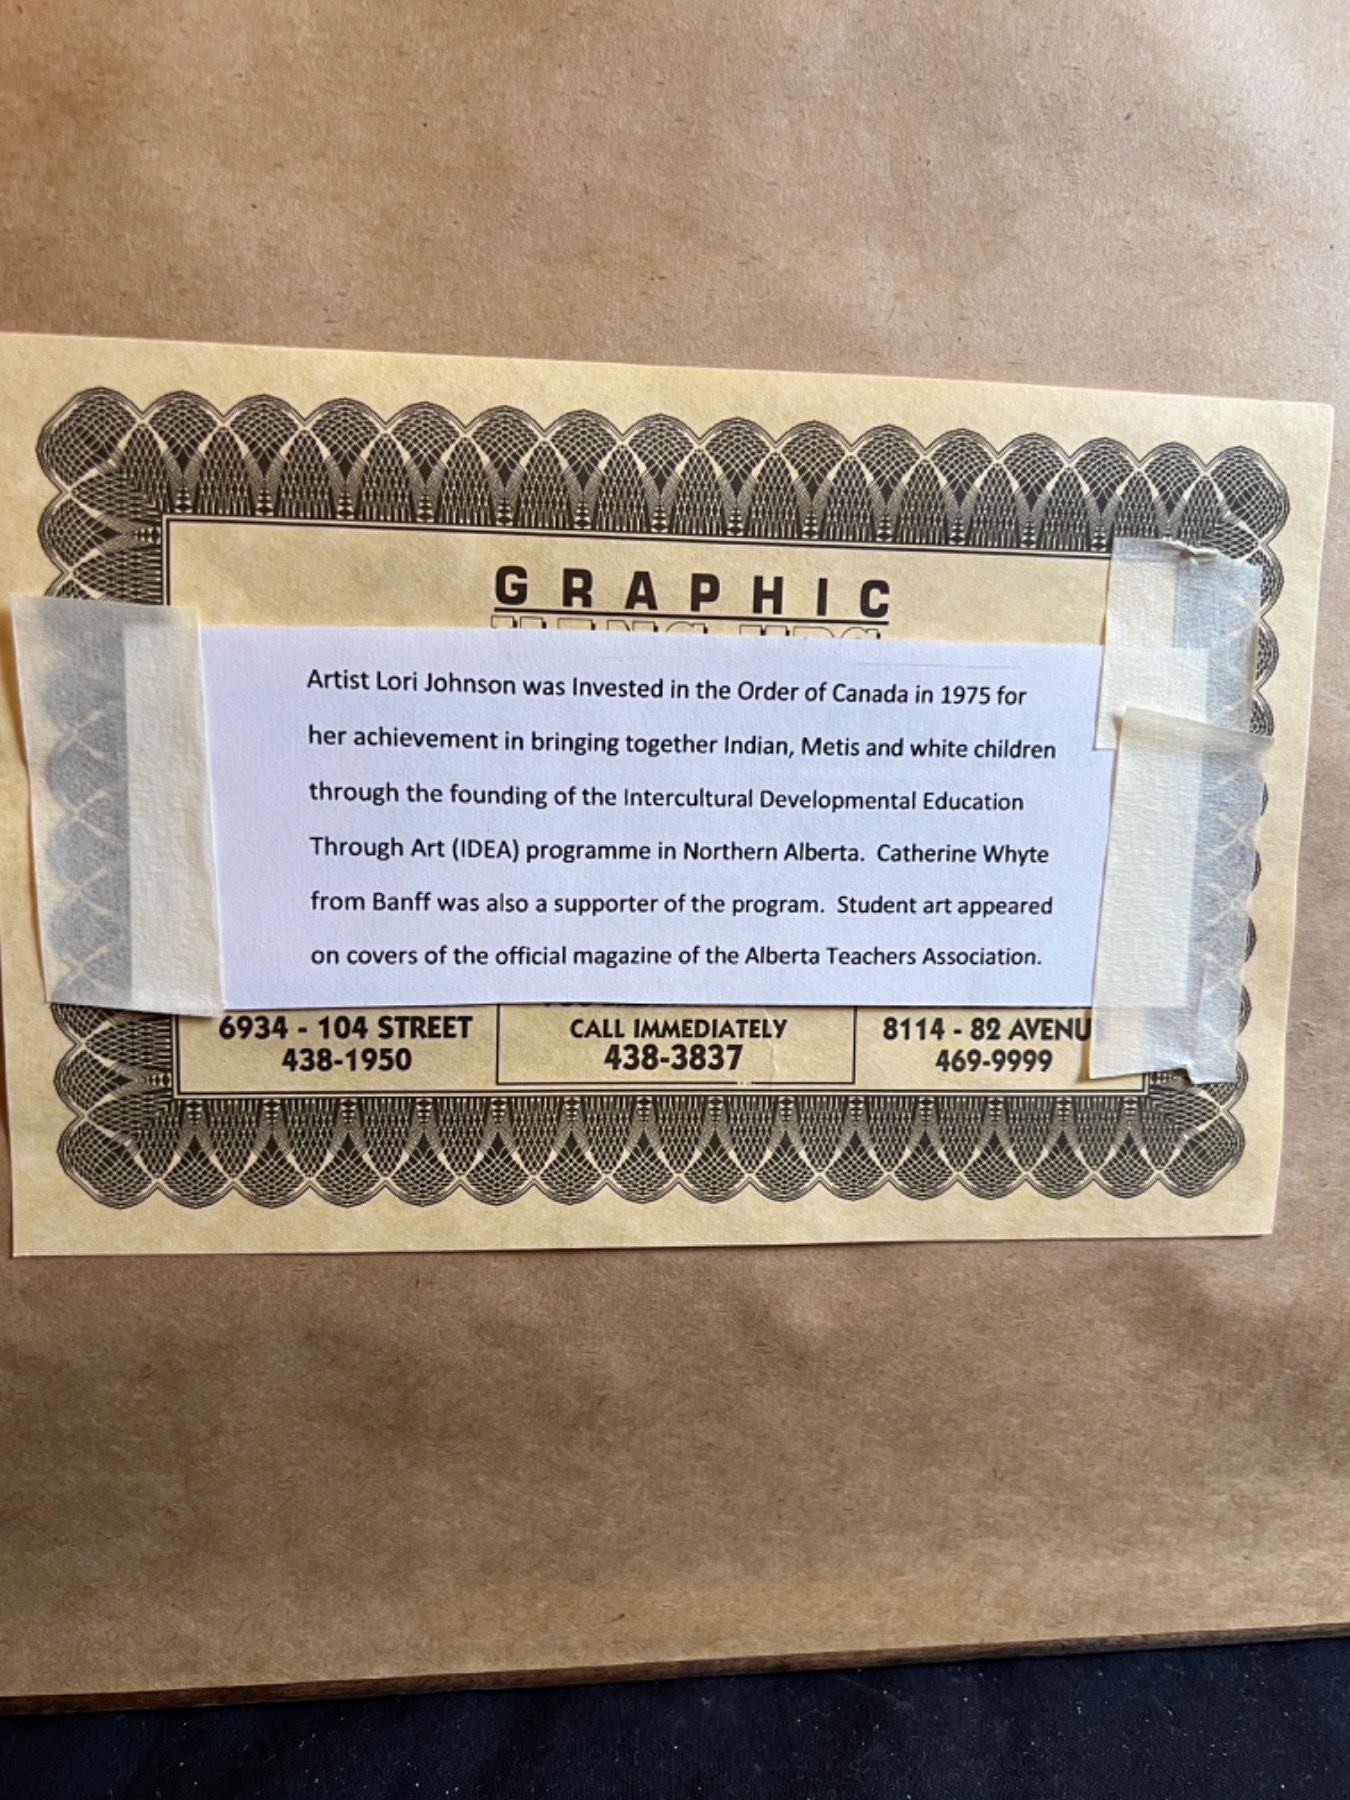 GRAPHIC
Artist Lori Johnson was Invested in the Order of Canada in 1975 for
her achievement in bringing together Indian, Metis and white children
through the founding of the Intercultural Developmental Education
Through Art (IDEA) programme in Northern Alberta.  Catherine Whyte
from Banff was also a supporter of the program.  Student art appeared
on covers of the official magazine of the Alberta Teachers Association.
6934 - 104 STREET CALL IMMEDIATELY 8114 - 82 AVENU
438-1950 438-3837 469-9999